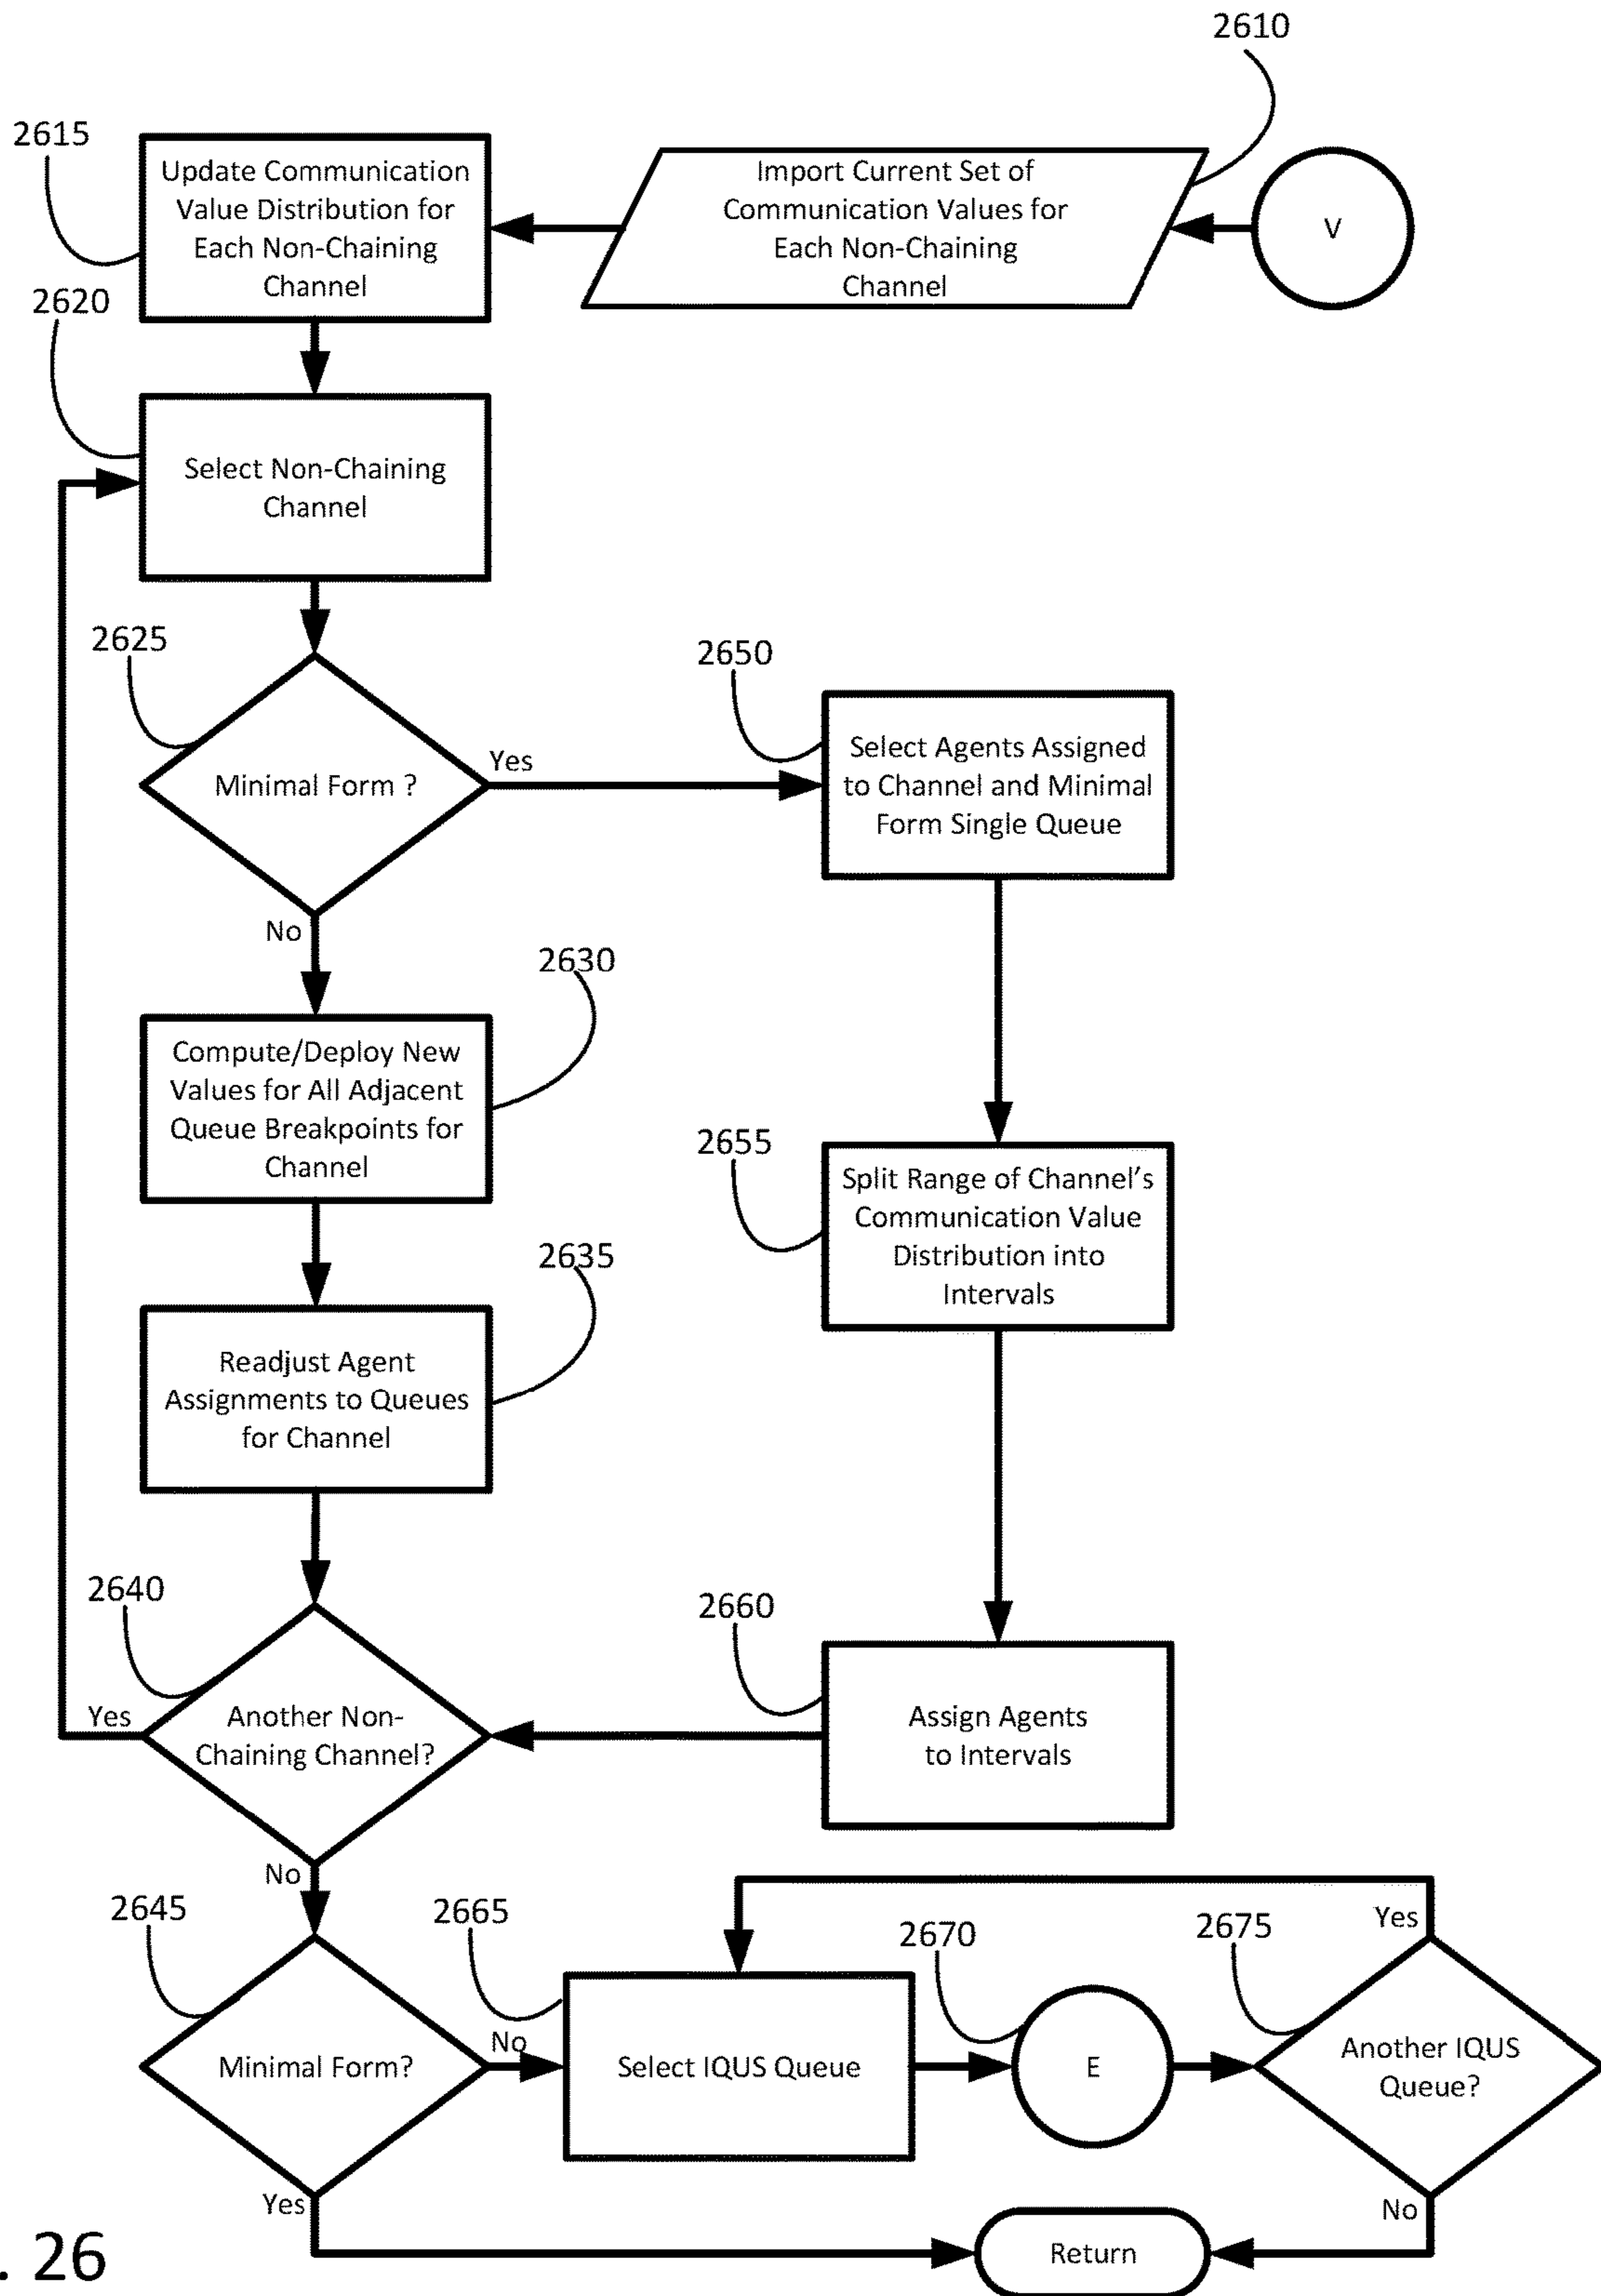 2610
2615
Update Communication
Value Distribution for
Each Non-Chaining
Channel
Import Current Set of
Communication Values for
Each Non-Chaining
Channel
V
2620
Select Non-Chaining
Channel
2625
Minimal Form ?
Yes
No
2650
Select Agents Assigned
to Channel and Minimal
Form Single Queue
2630
Compute/Deploy New
Values for All Adjacent
Queue Breakpoints for
Channel
2655
Split Range of Channel's
Communication Value
Distribution into
Intervals
2635
Readjust Agent
Assignments to Queues
for Channel
2640
Another Non-
Chaining Channel?
Yes
No
2660
Assign Agents
to Intervals
2645
Minimal Form?
No
Yes
2665
Select IQUS Queue
2670
E
2675
Another IQUS
Queue?
Yes
No
Return
. 26